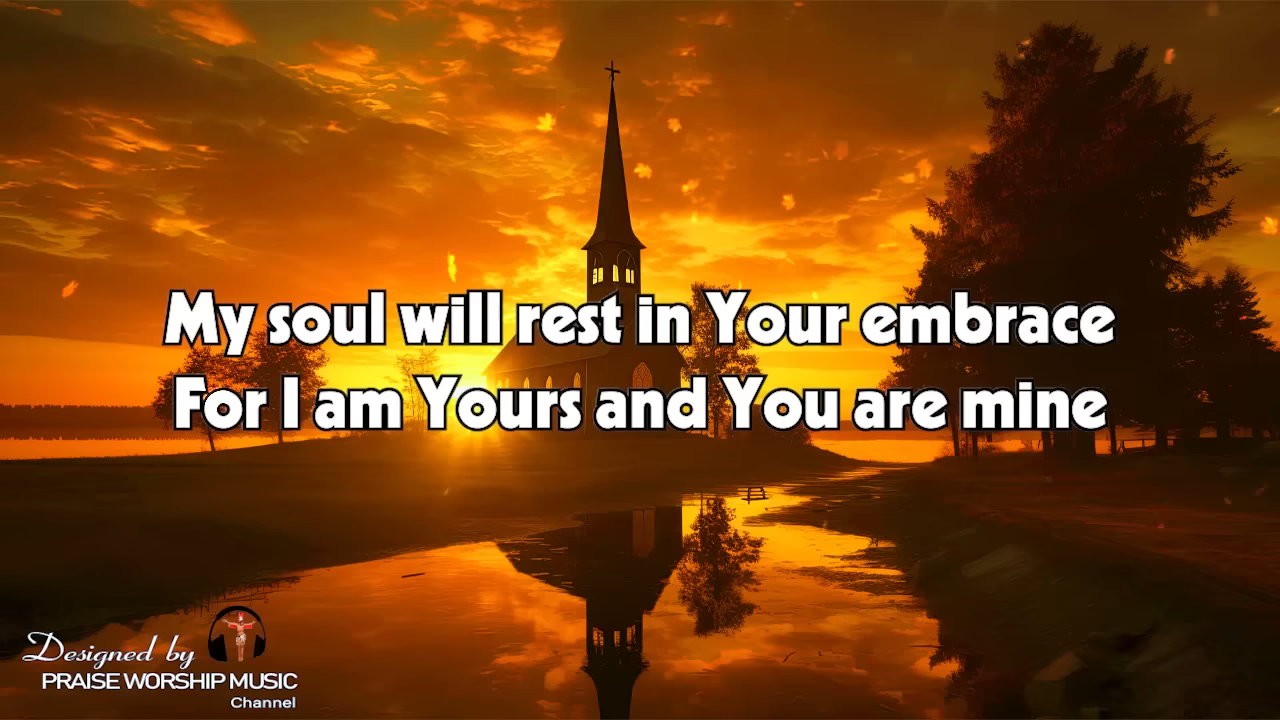 My soul will rest in Your embrace
For I am Yours and You are mine
Designed by
PRAISE WORSHIP MUSIC
Channel